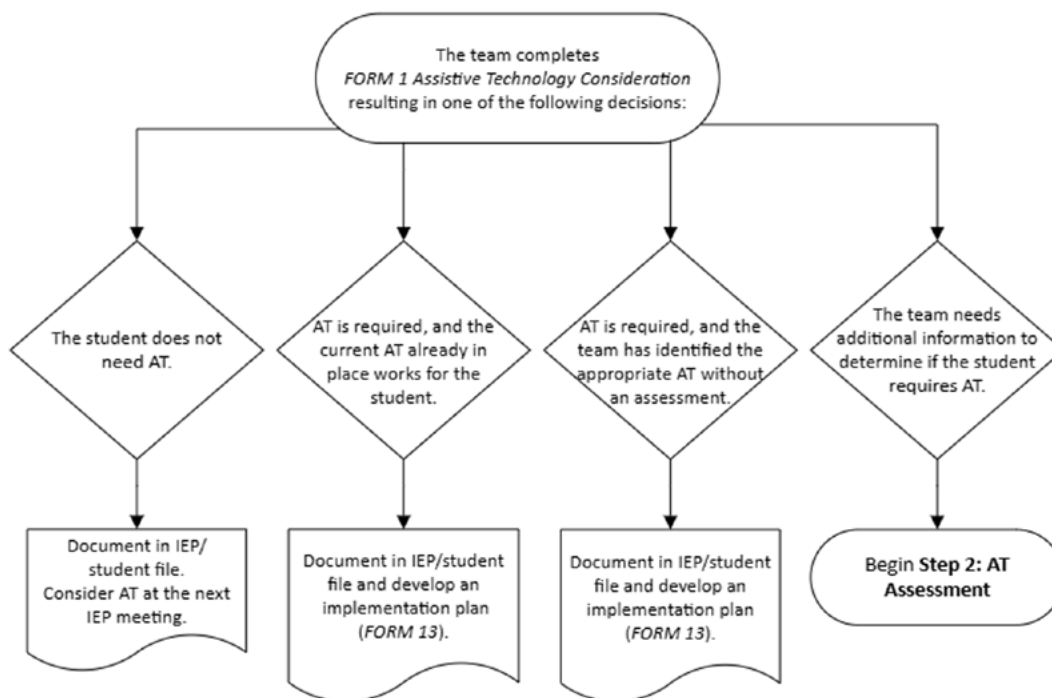 The team completes
FORM 1 Assistive Technology Consideration
resulting in one of the following decisions:
The student does not
need AT.
AT is required, and the
current AT already in
place works for the
student.
AT is required, and the
team has identified the
appropriate AT without
an assessment.
The team needs
additional information to
determine if the student
requires AT.
Document in IEP/
student file.
Consider AT at the next
IEP meeting.
Document in IEP/student
file and develop an
implementation plan
(FORM 13).
Document in IEP/student
file and develop an
implementation plan
(FORM 13).
Begin Step 2: AT
Assessment